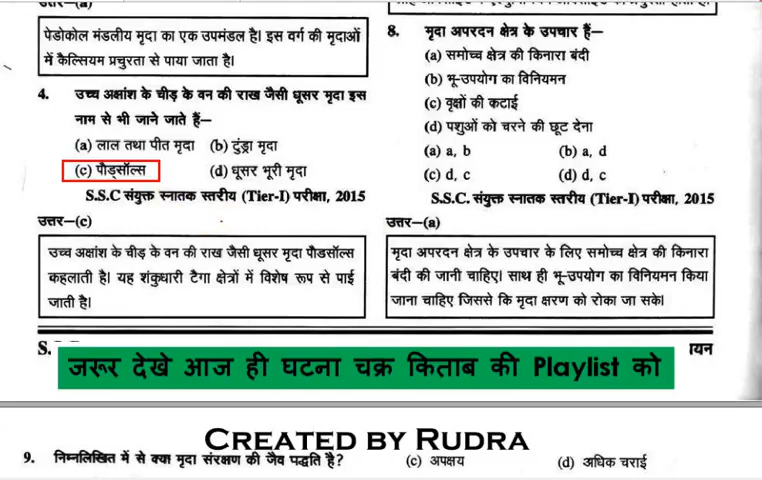 उत्तर–(a)
पेडोकोल मंडलीय मृदा का एक उपमंडल है। इस वर्ग की मृदाओं
में कैल्सियम प्रचुरता से पाया जाता है।
4. उच्च अक्षांश के चीड़ के वन की राख जैसी धूसर मृदा इस
नाम से भी जाने जाते हैं–
(a) लाल तथा पीत मृदा (b) टुंड्रा मृदा
(c) पौड्सॉल्स (d) धूसर भूरी मृदा
S.S.C संयुक्त स्नातक स्तरीय (Tier-I) परीक्षा, 2015
उत्तर–(c)
उच्च अक्षांश के चीड़ के वन की राख जैसी धूसर मृदा पौडसॉल्स
कहलाती है। यह शंकुधारी टैगा क्षेत्रों में विशेष रूप से पाई
जाती है।
8. मृदा अपरदन क्षेत्र के उपचार हैं–
(a) समोच्च क्षेत्र की किनारा बंदी
(b) भू-उपयोग का विनियमन
(c) वृक्षों की कटाई
(d) पशुओं को चरने की छूट देना
(a) a, b (b) a, d
(c) d, c (d) d, c
S.S.C. संयुक्त स्नातक स्तरीय (Tier-I) परीक्षा, 2015
उत्तर–(a)
मृदा अपरदन क्षेत्र के उपचार के लिए समोच्च क्षेत्र की किनारा
बंदी की जानी चाहिए। साथ ही भू-उपयोग का विनियमन किया
जाना चाहिए जिससे कि मृदा क्षरण को रोका जा सके।
S. यन
जरूर देखे आज ही घटना चक्र किताब की Playlist को
CREATED BY RUDRA
9. निम्नलिखित में से क्या मृदा संरक्षण की जैव पद्धति है? (c) अपक्षय (d) अधिक चराई